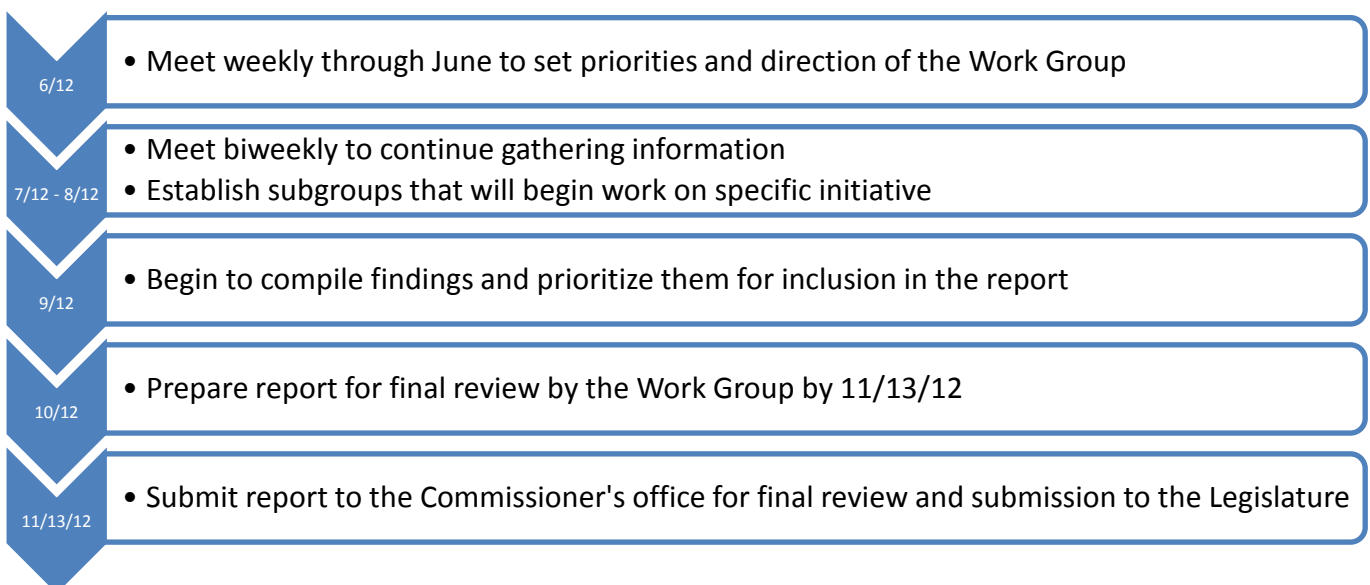 6/12
• Meet weekly through June to set priorities and direction of the Work Group
7/12 - 8/12
• Meet biweekly to continue gathering information
• Establish subgroups that will begin work on specific initiative
9/12
• Begin to compile findings and prioritize them for inclusion in the report
10/12
• Prepare report for final review by the Work Group by 11/13/12
11/13/12
• Submit report to the Commissioner's office for final review and submission to the Legislature